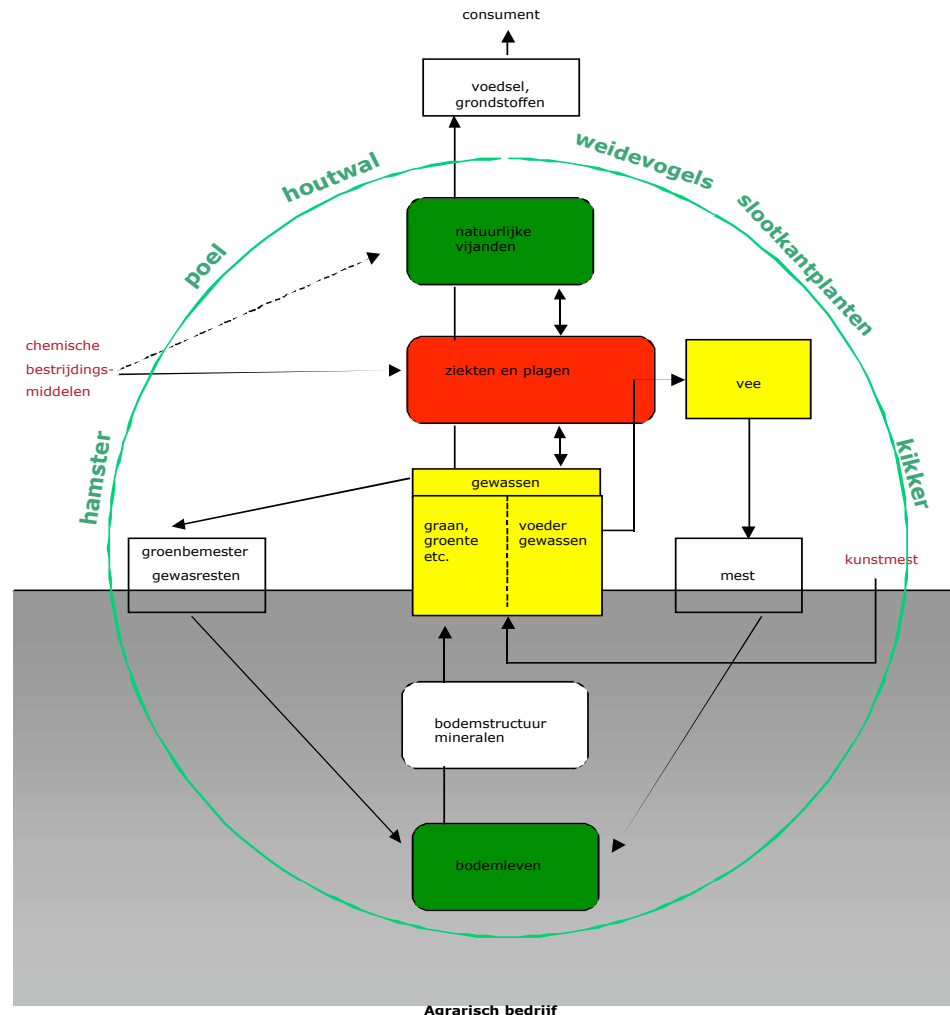 consument
voedsel,
grondstoffen
houtwal
weidevogels
poel
slootkantplanten
natuurlijke
vijanden
chemische
bestrijdings-
middelen
ziekten en plagen
vee
hamster
kikker
gewassen
graan,
groente
etc.
voeder
gewassen
groenbemester
gewasresten
mest
kunstmest
bodemstructuur
mineralen
bodemleven
Agrarisch bedrijf